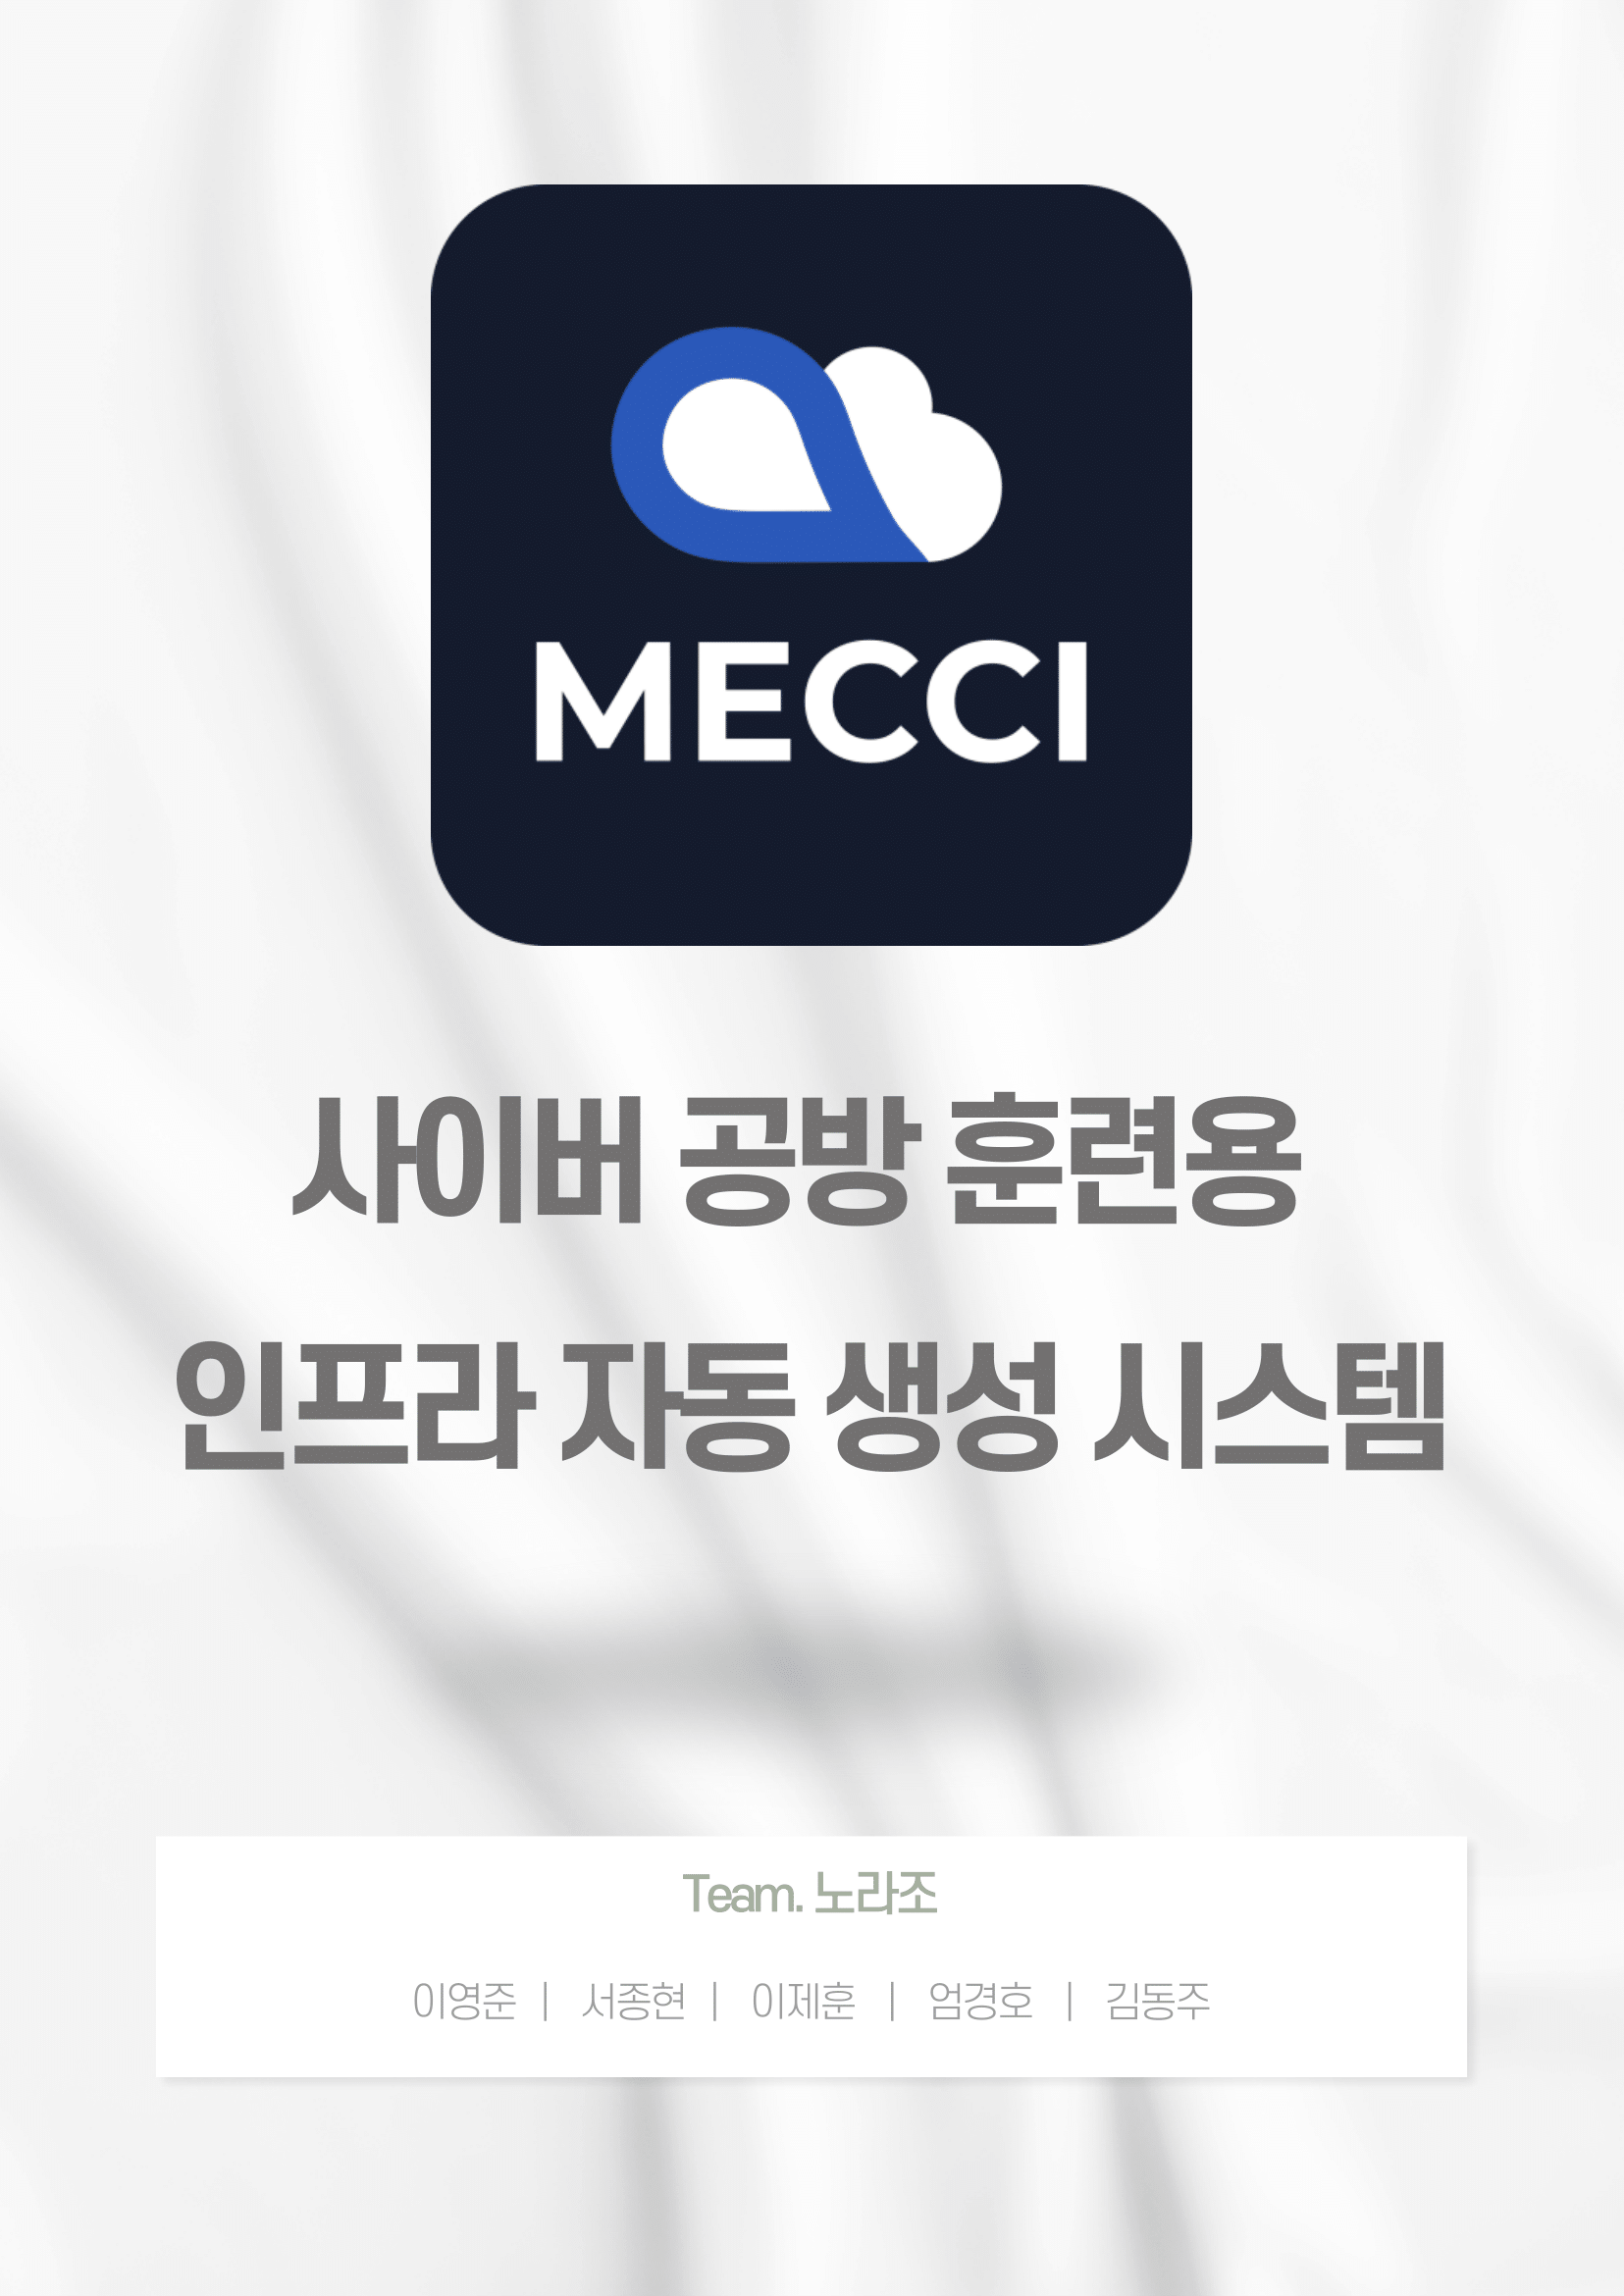 MECCI
사이버 공방 훈련용
인프라 자동 생성 시스템
Team. 노라조
이영준 | 서종현 | 이제훈 | 엄경호 | 김동주